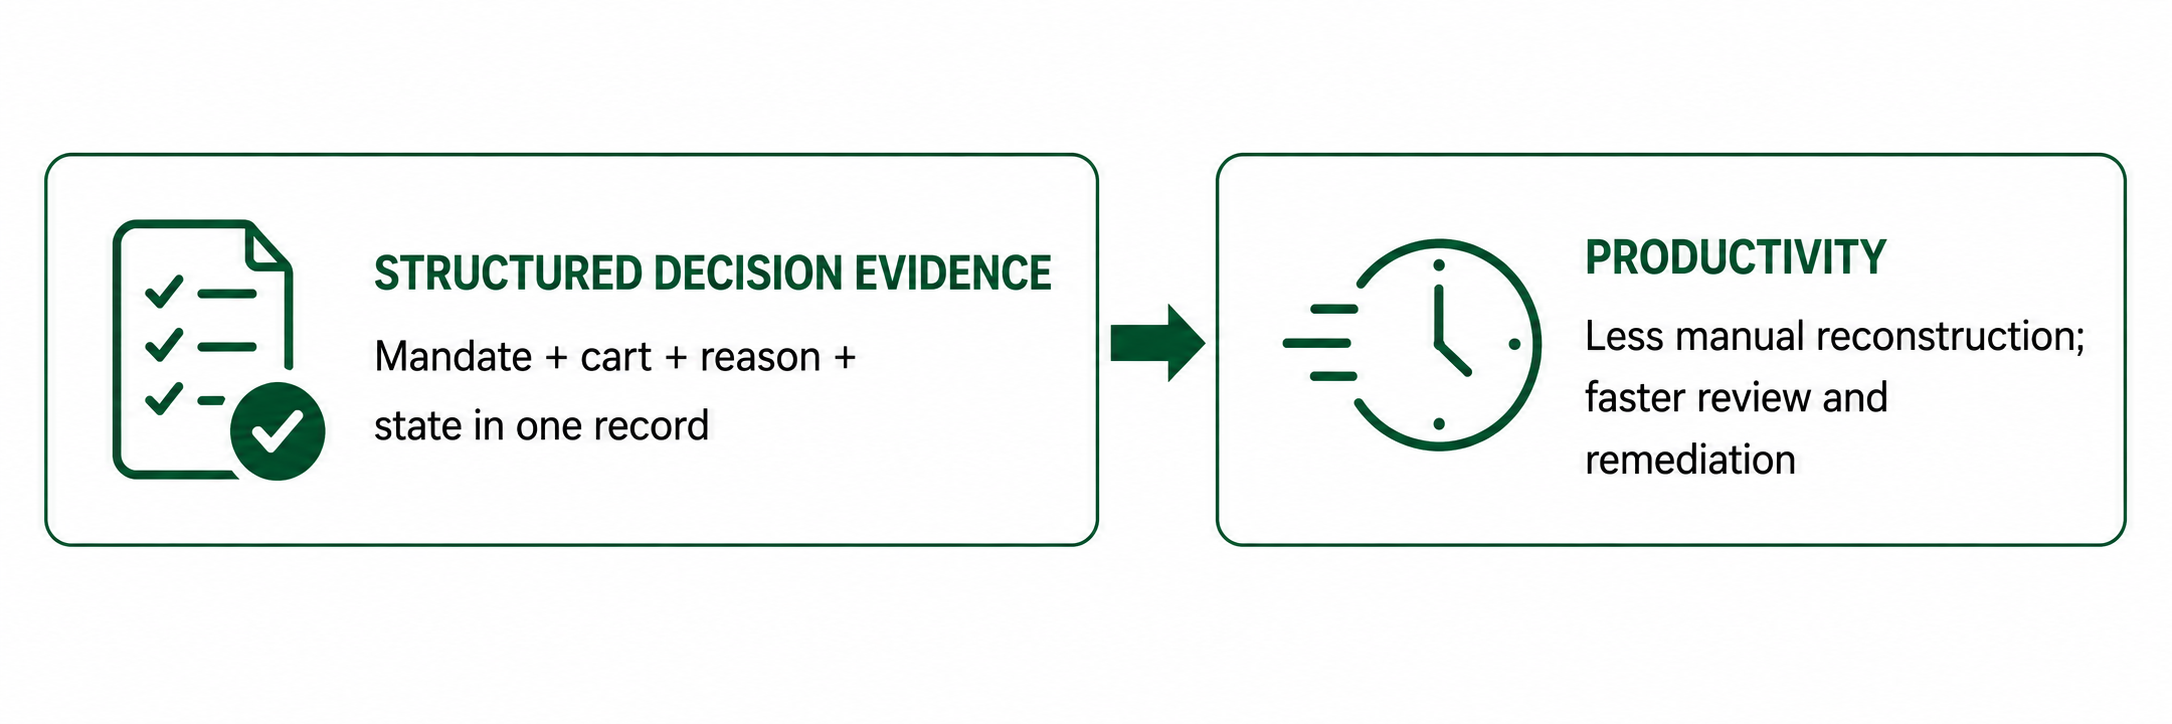 STRUCTURED DECISION EVIDENCE
Mandate + cart + reason +
state in one record
PRODUCTIVITY
Less manual reconstruction;
faster review and
remediation